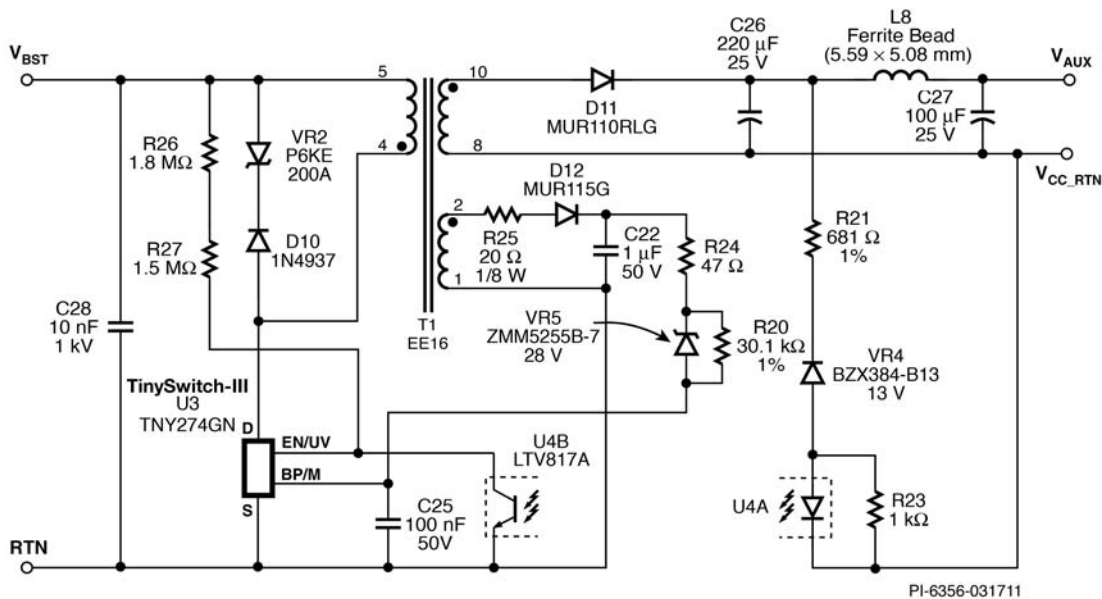 V_BST
R26
1.8 MΩ
R27
1.5 MΩ
C28
10 nF
1 kV
VR2
P6KE
200A
D10
1N4937
5
4
10
8
2
1
T1
EE16
D11
MUR110RLG
C26
220 μF
25 V
L8
Ferrite Bead
(5.59 × 5.08 mm)
V_AUX
C27
100 μF
25 V
V_CC_RTN
D12
MUR115G
R25
20 Ω
1/8 W
C22
1 μF
50 V
R24
47 Ω
VR5
ZMM5255B-7
28 V
R20
30.1 kΩ
1%
R21
681 Ω
1%
VR4
BZX384-B13
13 V
TinySwitch-III
U3
TNY274GN
D
S
EN/UV
BP/M
C25
100 nF
50V
U4B
LTV817A
U4A
R23
1 kΩ
RTN
PI-6356-031711